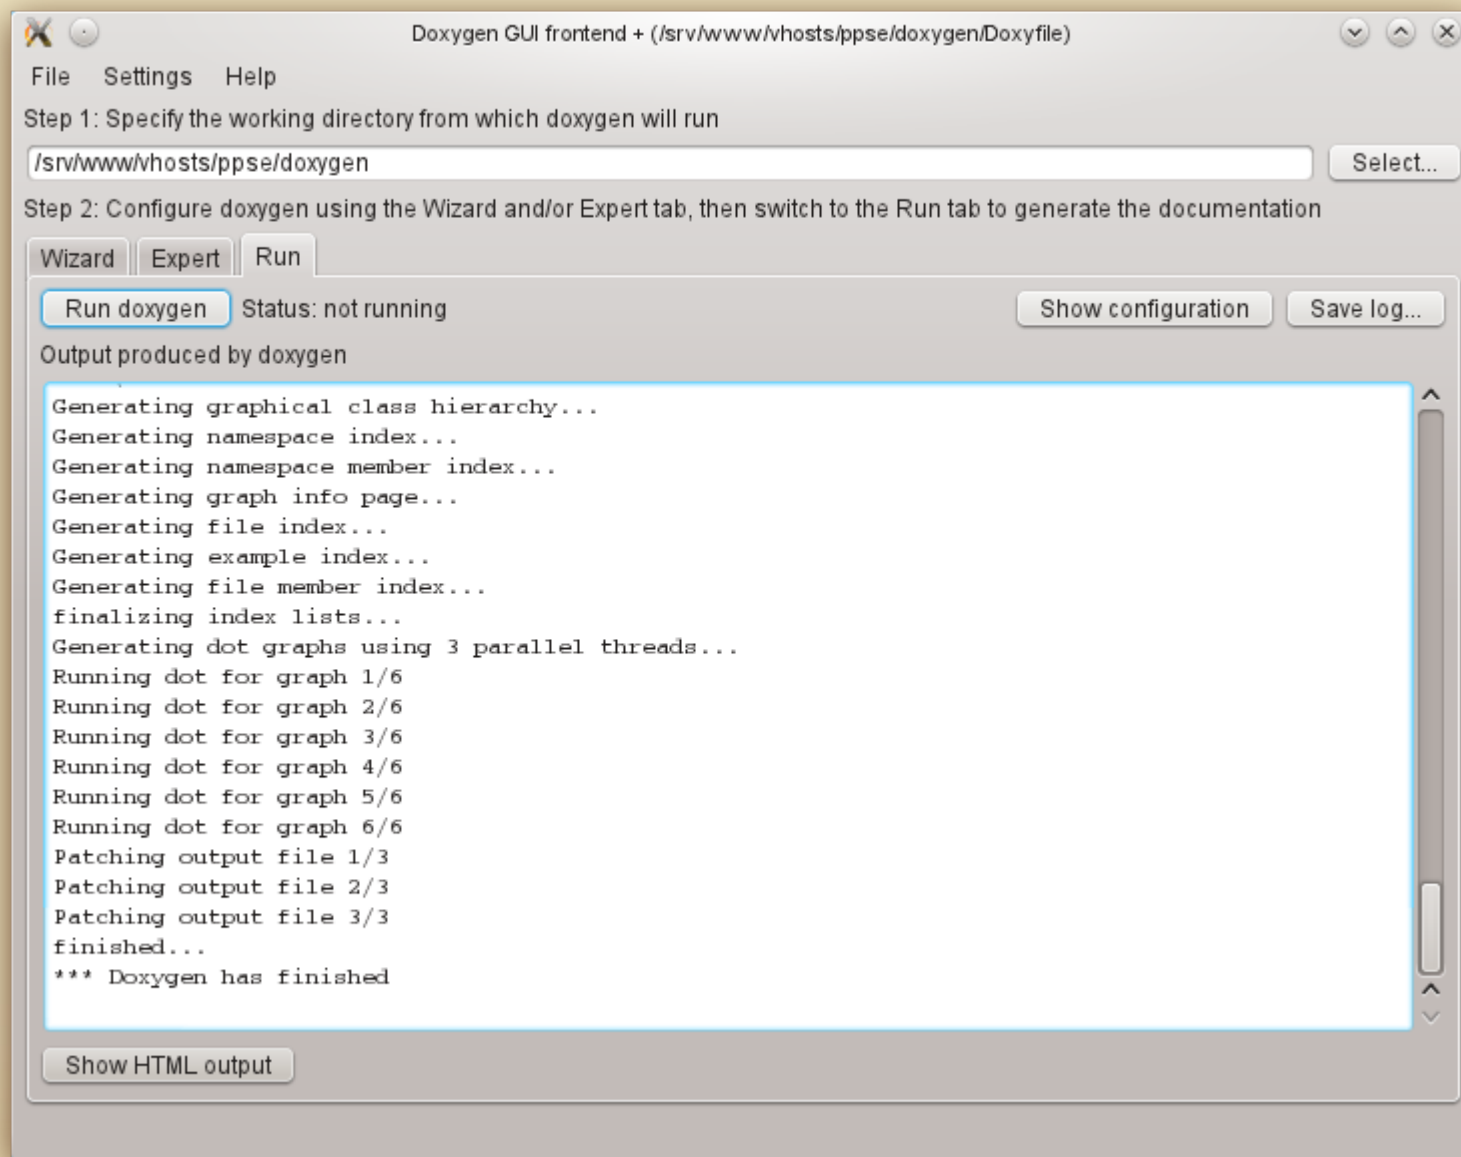 Doxygen GUI frontend + (/srv/www/vhosts/ppse/doxygen/Doxyfile)
File Settings Help
Step 1: Specify the working directory from which doxygen will run
/srv/www/vhosts/ppse/doxygen Select...
Step 2: Configure doxygen using the Wizard and/or Expert tab, then switch to the Run tab to generate the documentation
Wizard Expert Run
Run doxygen Status: not running Show configuration Save log...
Output produced by doxygen
Generating graphical class hierarchy...
Generating namespace index...
Generating namespace member index...
Generating graph info page...
Generating file index...
Generating example index...
Generating file member index...
finalizing index lists...
Generating dot graphs using 3 parallel threads...
Running dot for graph 1/6
Running dot for graph 2/6
Running dot for graph 3/6
Running dot for graph 4/6
Running dot for graph 5/6
Running dot for graph 6/6
Patching output file 1/3
Patching output file 2/3
Patching output file 3/3
finished...
*** Doxygen has finished
Show HTML output